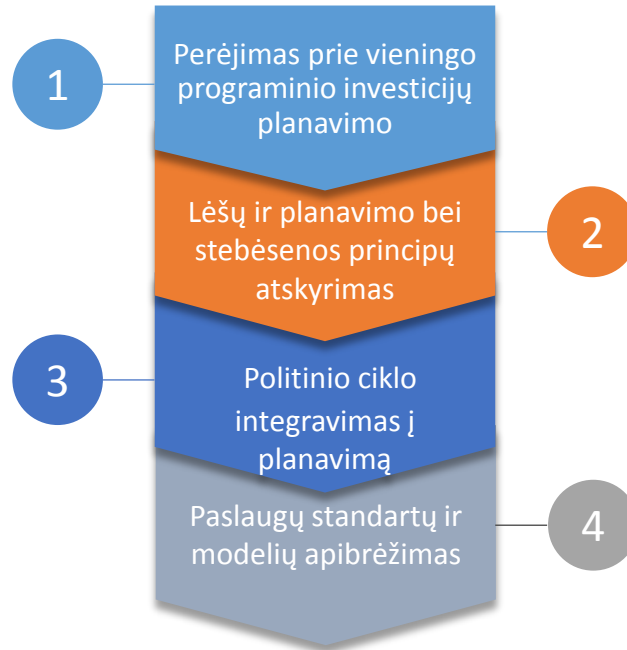 1
Perėjimas prie vieningo
programinio investicijų
planavimo
Lėšų ir planavimo bei
stebėsenos principų
atskyrimas
2
3
Politinio ciklo
integravimas į
planavimą
Paslaugų standartų ir
modelių apibrėžimas
4